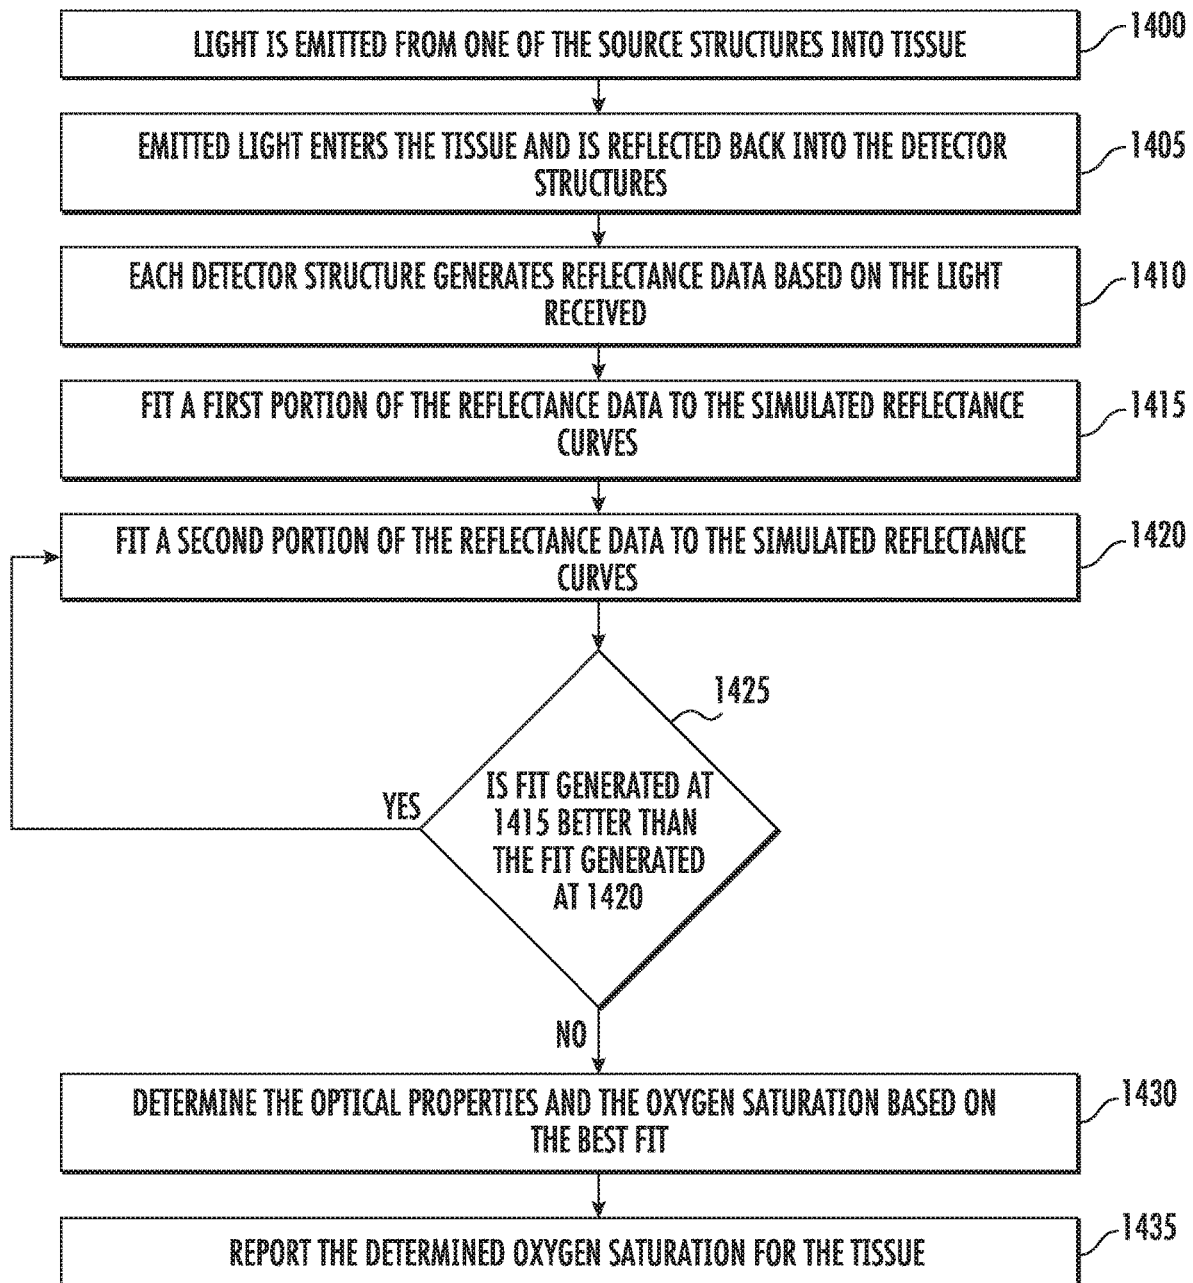 LIGHT IS EMITTED FROM ONE OF THE SOURCE STRUCTURES INTO TISSUE
1400
EMITTED LIGHT ENTERS THE TISSUE AND IS REFLECTED BACK INTO THE DETECTOR
STRUCTURES
1405
EACH DETECTOR STRUCTURE GENERATES REFLECTANCE DATA BASED ON THE LIGHT
RECEIVED
1410
FIT A FIRST PORTION OF THE REFLECTANCE DATA TO THE SIMULATED REFLECTANCE
CURVES
1415
FIT A SECOND PORTION OF THE REFLECTANCE DATA TO THE SIMULATED REFLECTANCE
CURVES
1420
1425
IS FIT GENERATED AT
1415 BETTER THAN
THE FIT GENERATED
AT 1420
YES
NO
DETERMINE THE OPTICAL PROPERTIES AND THE OXYGEN SATURATION BASED ON
THE BEST FIT
1430
REPORT THE DETERMINED OXYGEN SATURATION FOR THE TISSUE
1435